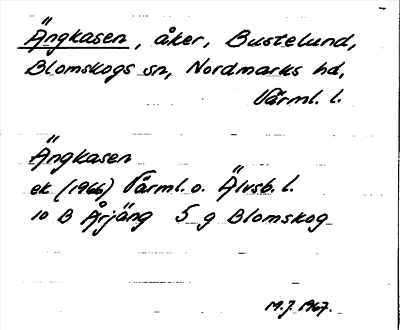 Ängkasen, åker, Bustelund,
Blomskogs sn, Nordmarks hd,
Värml. l.
Ängkasen
ek (1966) Värml. o. Älvsb. l.
10 B Årjäng 5 g Blomskog
M.J. 1967.